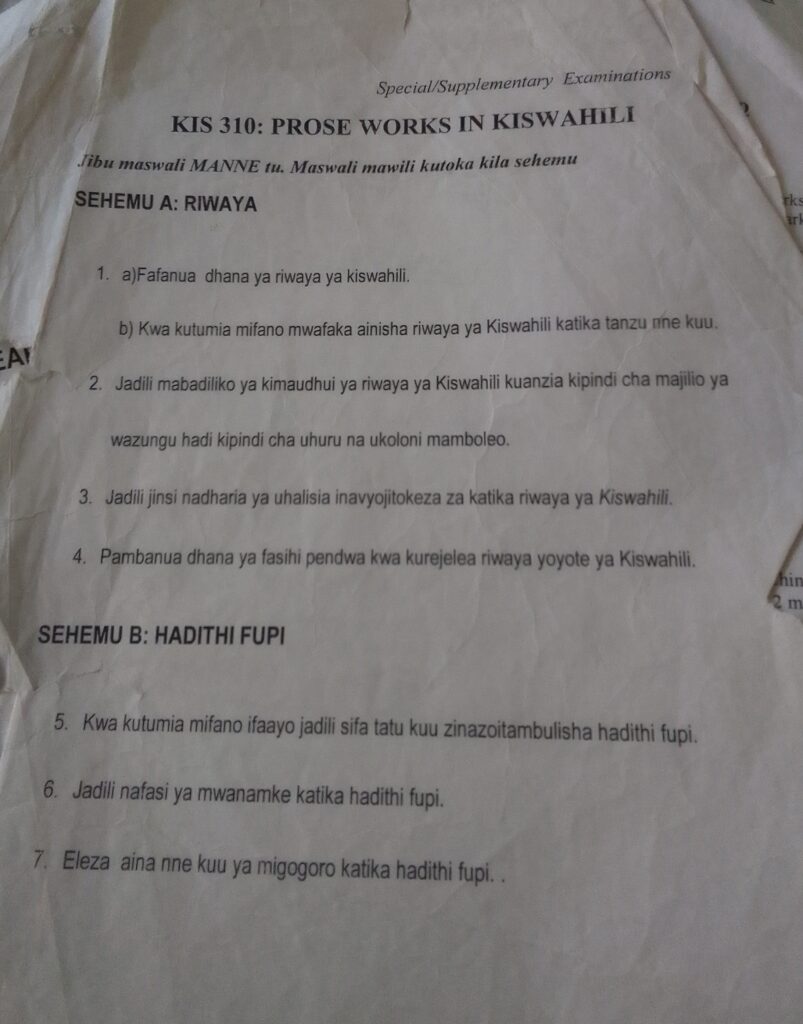 Special/Supplementary Examinations
KIS 310: PROSE WORKS IN KISWAHILI
Jibu maswali MANNE tu. Maswali mawili kutoka kila sehemu
SEHEMU A: RIWAYA
1. a)Fafanua dhana ya riwaya ya kiswahili.
b) Kwa kutumia mifano mwafaka ainisha riwaya ya Kiswahili katika tanzu nne kuu.
2. Jadili mabadiliko ya kimaudhui ya riwaya ya Kiswahili kuanzia kipindi cha majilio ya
wazungu hadi kipindi cha uhuru na ukoloni mamboleo.
3. Jadili jinsi nadharia ya uhalisia inavyojitokeza za katika riwaya ya Kiswahili.
4. Pambanua dhana ya fasihi pendwa kwa kurejelea riwaya yoyote ya Kiswahili.
SEHEMU B: HADITHI FUPI
5. Kwa kutumia mifano ifaayo jadili sifa tatu kuu zinazoitambulisha hadithi fupi.
6. Jadili nafasi ya mwanamke katika hadithi fupi.
7. Eleza aina nne kuu ya migogoro katika hadithi fupi. .